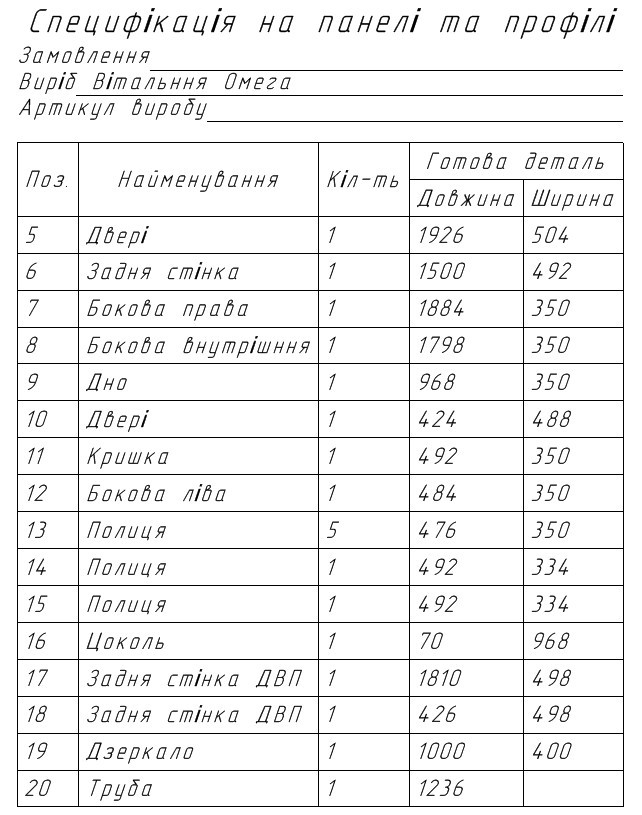 Специфікація на панелі та профілі
Замовлення
Виріб Вітальння Омега
Артикул виробу
Поз. Найменування Кіл-ть Готова деталь
Довжина Ширина
5 Двері 1 1926 504
6 Задня стінка 1 1500 492
7 Бокова права 1 1884 350
8 Бокова внутрішння 1 1798 350
9 Дно 1 968 350
10 Двері 1 424 488
11 Кришка 1 492 350
12 Бокова ліва 1 484 350
13 Полиця 5 476 350
14 Полиця 1 492 334
15 Полиця 1 492 334
16 Цоколь 1 70 968
17 Задня стінка ДВП 1 1810 498
18 Задня стінка ДВП 1 426 498
19 Дзеркало 1 1000 400
20 Труба 1 1236